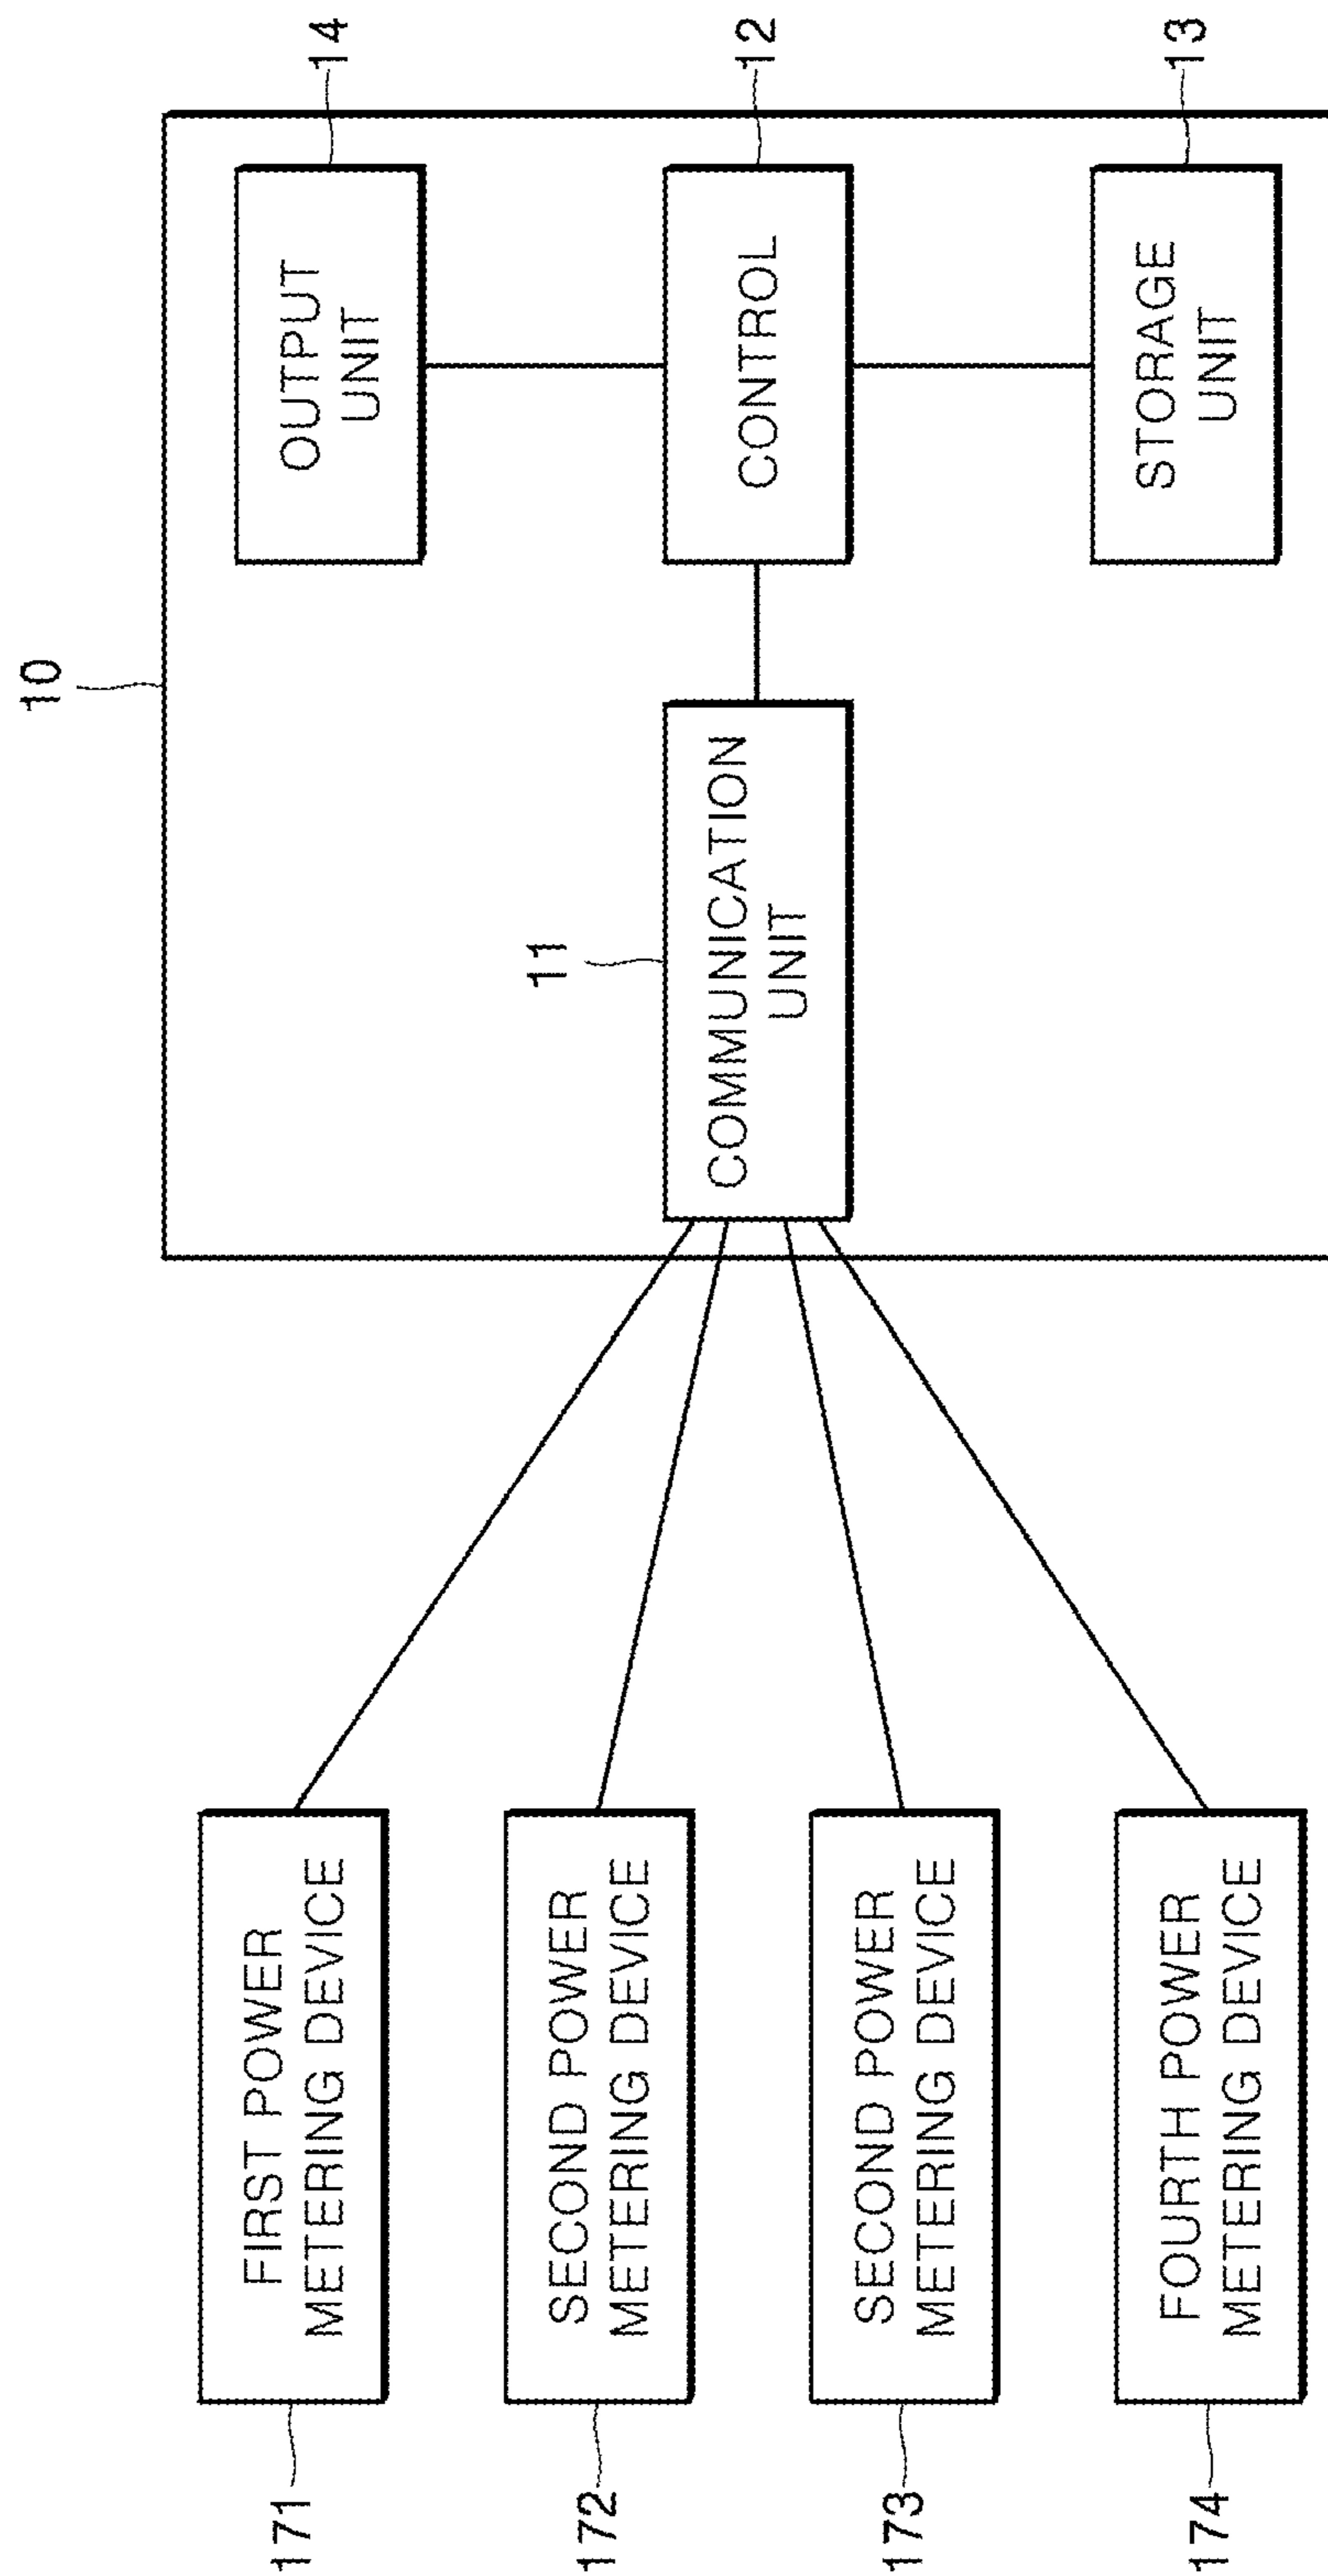 10
171
FIRST POWER
METERING DEVICE
172
SECOND POWER
METERING DEVICE
173
SECOND POWER
METERING DEVICE
174
FOURTH POWER
METERING DEVICE
11
COMMUNICATION
UNIT
OUTPUT
UNIT
14
CONTROL
12
STORAGE
UNIT
13